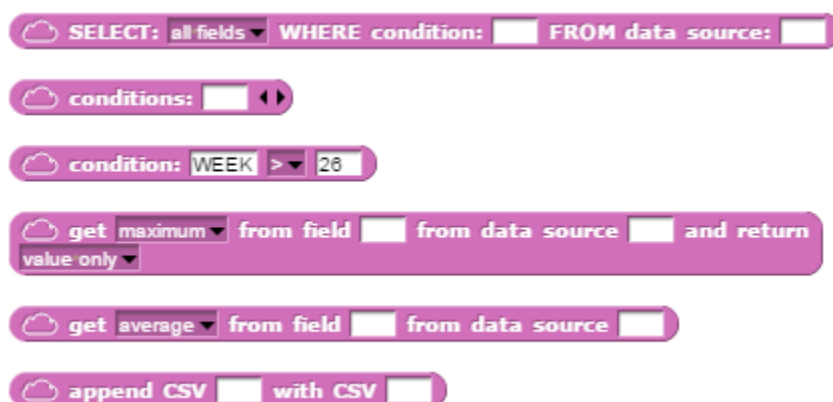 SELECT: all fields WHERE condition: FROM data source:
conditions:
condition: WEEK > 26
get maximum from field from data source and return
value only
get average from field from data source
append CSV with CSV